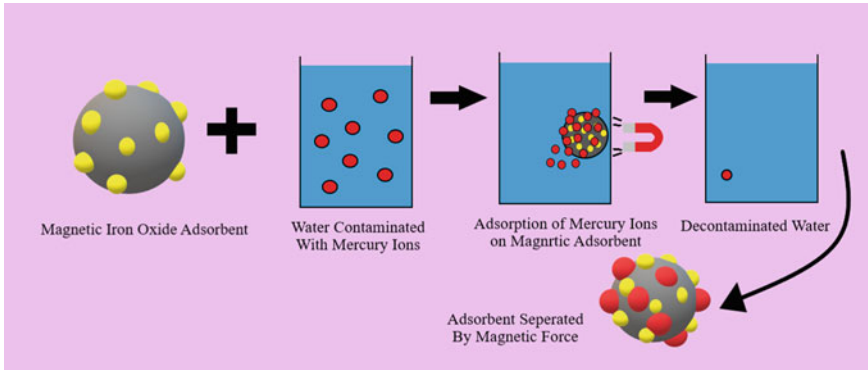 Magnetic Iron Oxide Adsorbent
Water Contaminated
With Mercury Ions
Adsorption of Mercury Ions
on Magnrtic Adsorbent
Decontaminated Water
Adsorbent Seperated
By Magnetic Force